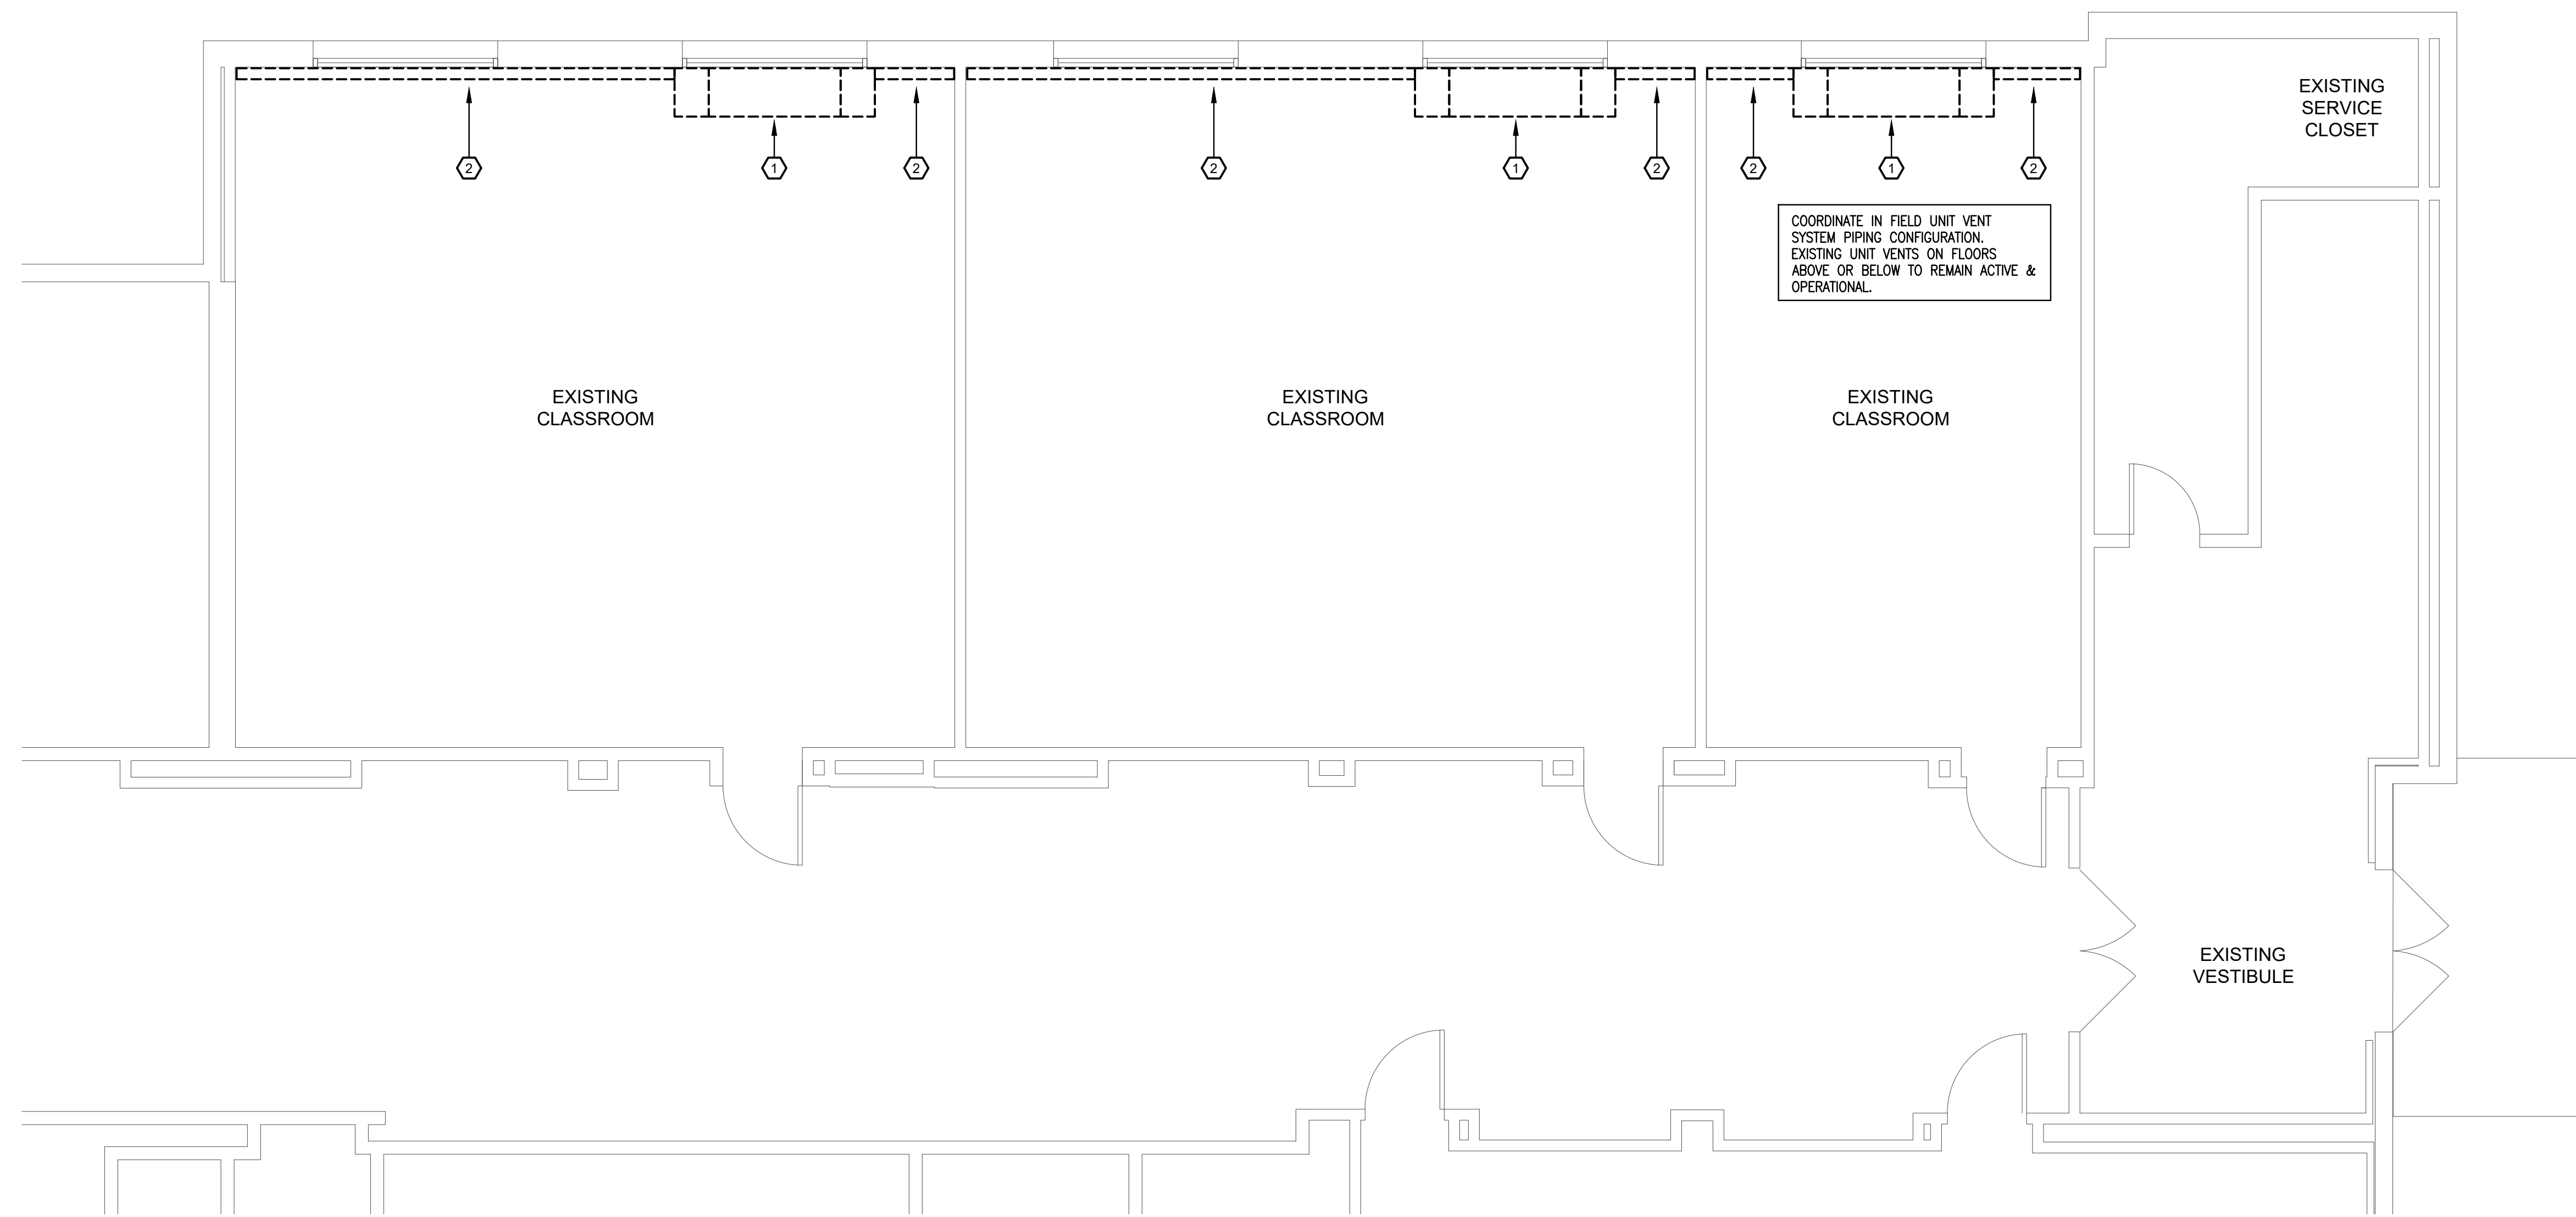 EXISTING
SERVICE
CLOSET
2
1
2
2
1
2
2
1
2
COORDINATE IN FIELD UNIT VENT
SYSTEM PIPING CONFIGURATION.
EXISTING UNIT VENTS ON FLOORS
ABOVE OR BELOW TO REMAIN ACTIVE &
OPERATIONAL.
EXISTING
CLASSROOM
EXISTING
CLASSROOM
EXISTING
CLASSROOM
EXISTING
VESTIBULE